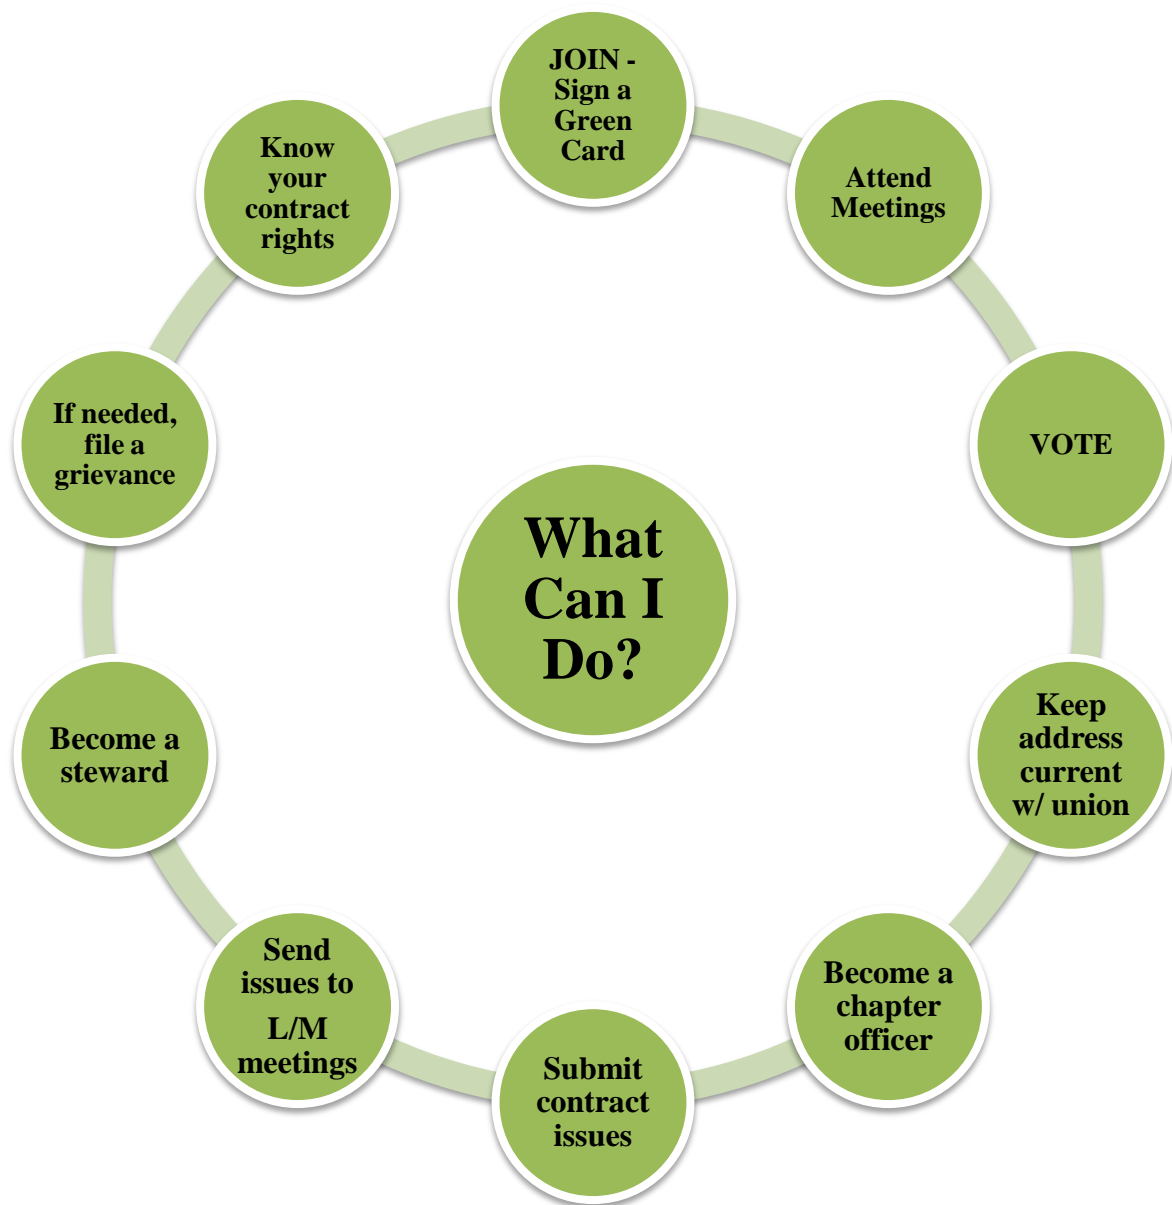 JOIN -
Sign a
Green
Card
Attend
Meetings
VOTE
Keep
address
current
w/ union
Become a
chapter
officer
Submit
contract
issues
Send
issues to
L/M
meetings
Become a
steward
If needed,
file a
grievance
Know
your
contract
rights
What
Can I
Do?